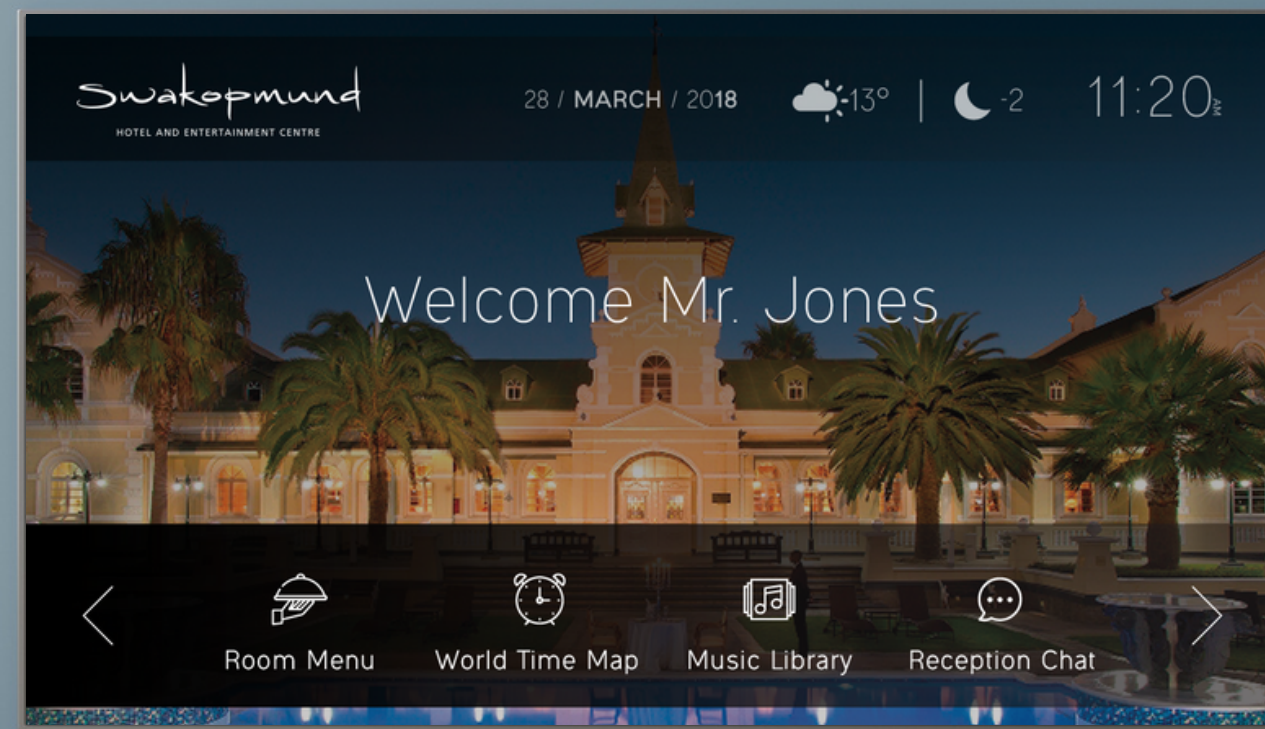 Swakopmund
HOTEL AND ENTERTAINMENT CENTRE
28 / MARCH / 2018
13°
-2
11:20 AM
Welcome Mr. Jones
Room Menu
World Time Map
Music Library
Reception Chat